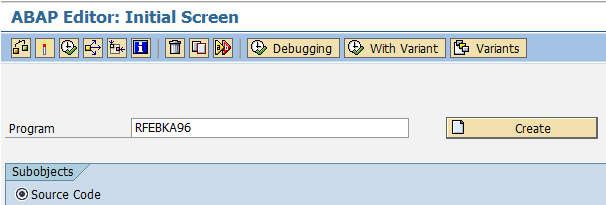 ABAP Editor: Initial Screen
Debugging With Variant Variants
Program RFEBKA96 Create
Subobjects
Source Code